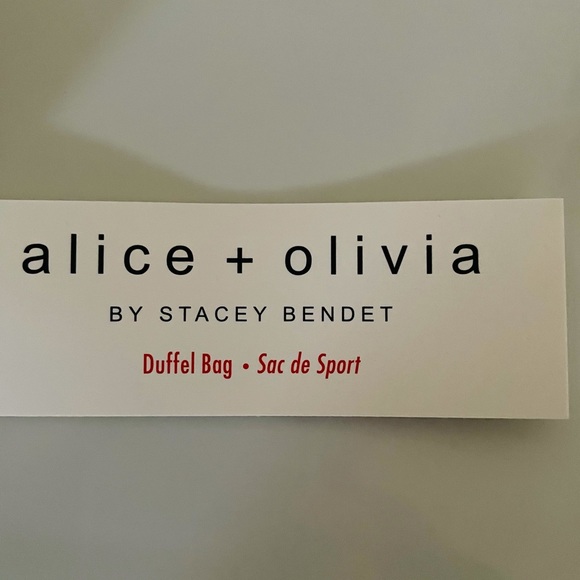 alice + olivia
BY STACEY BENDET
Duffel Bag • Sac de Sport